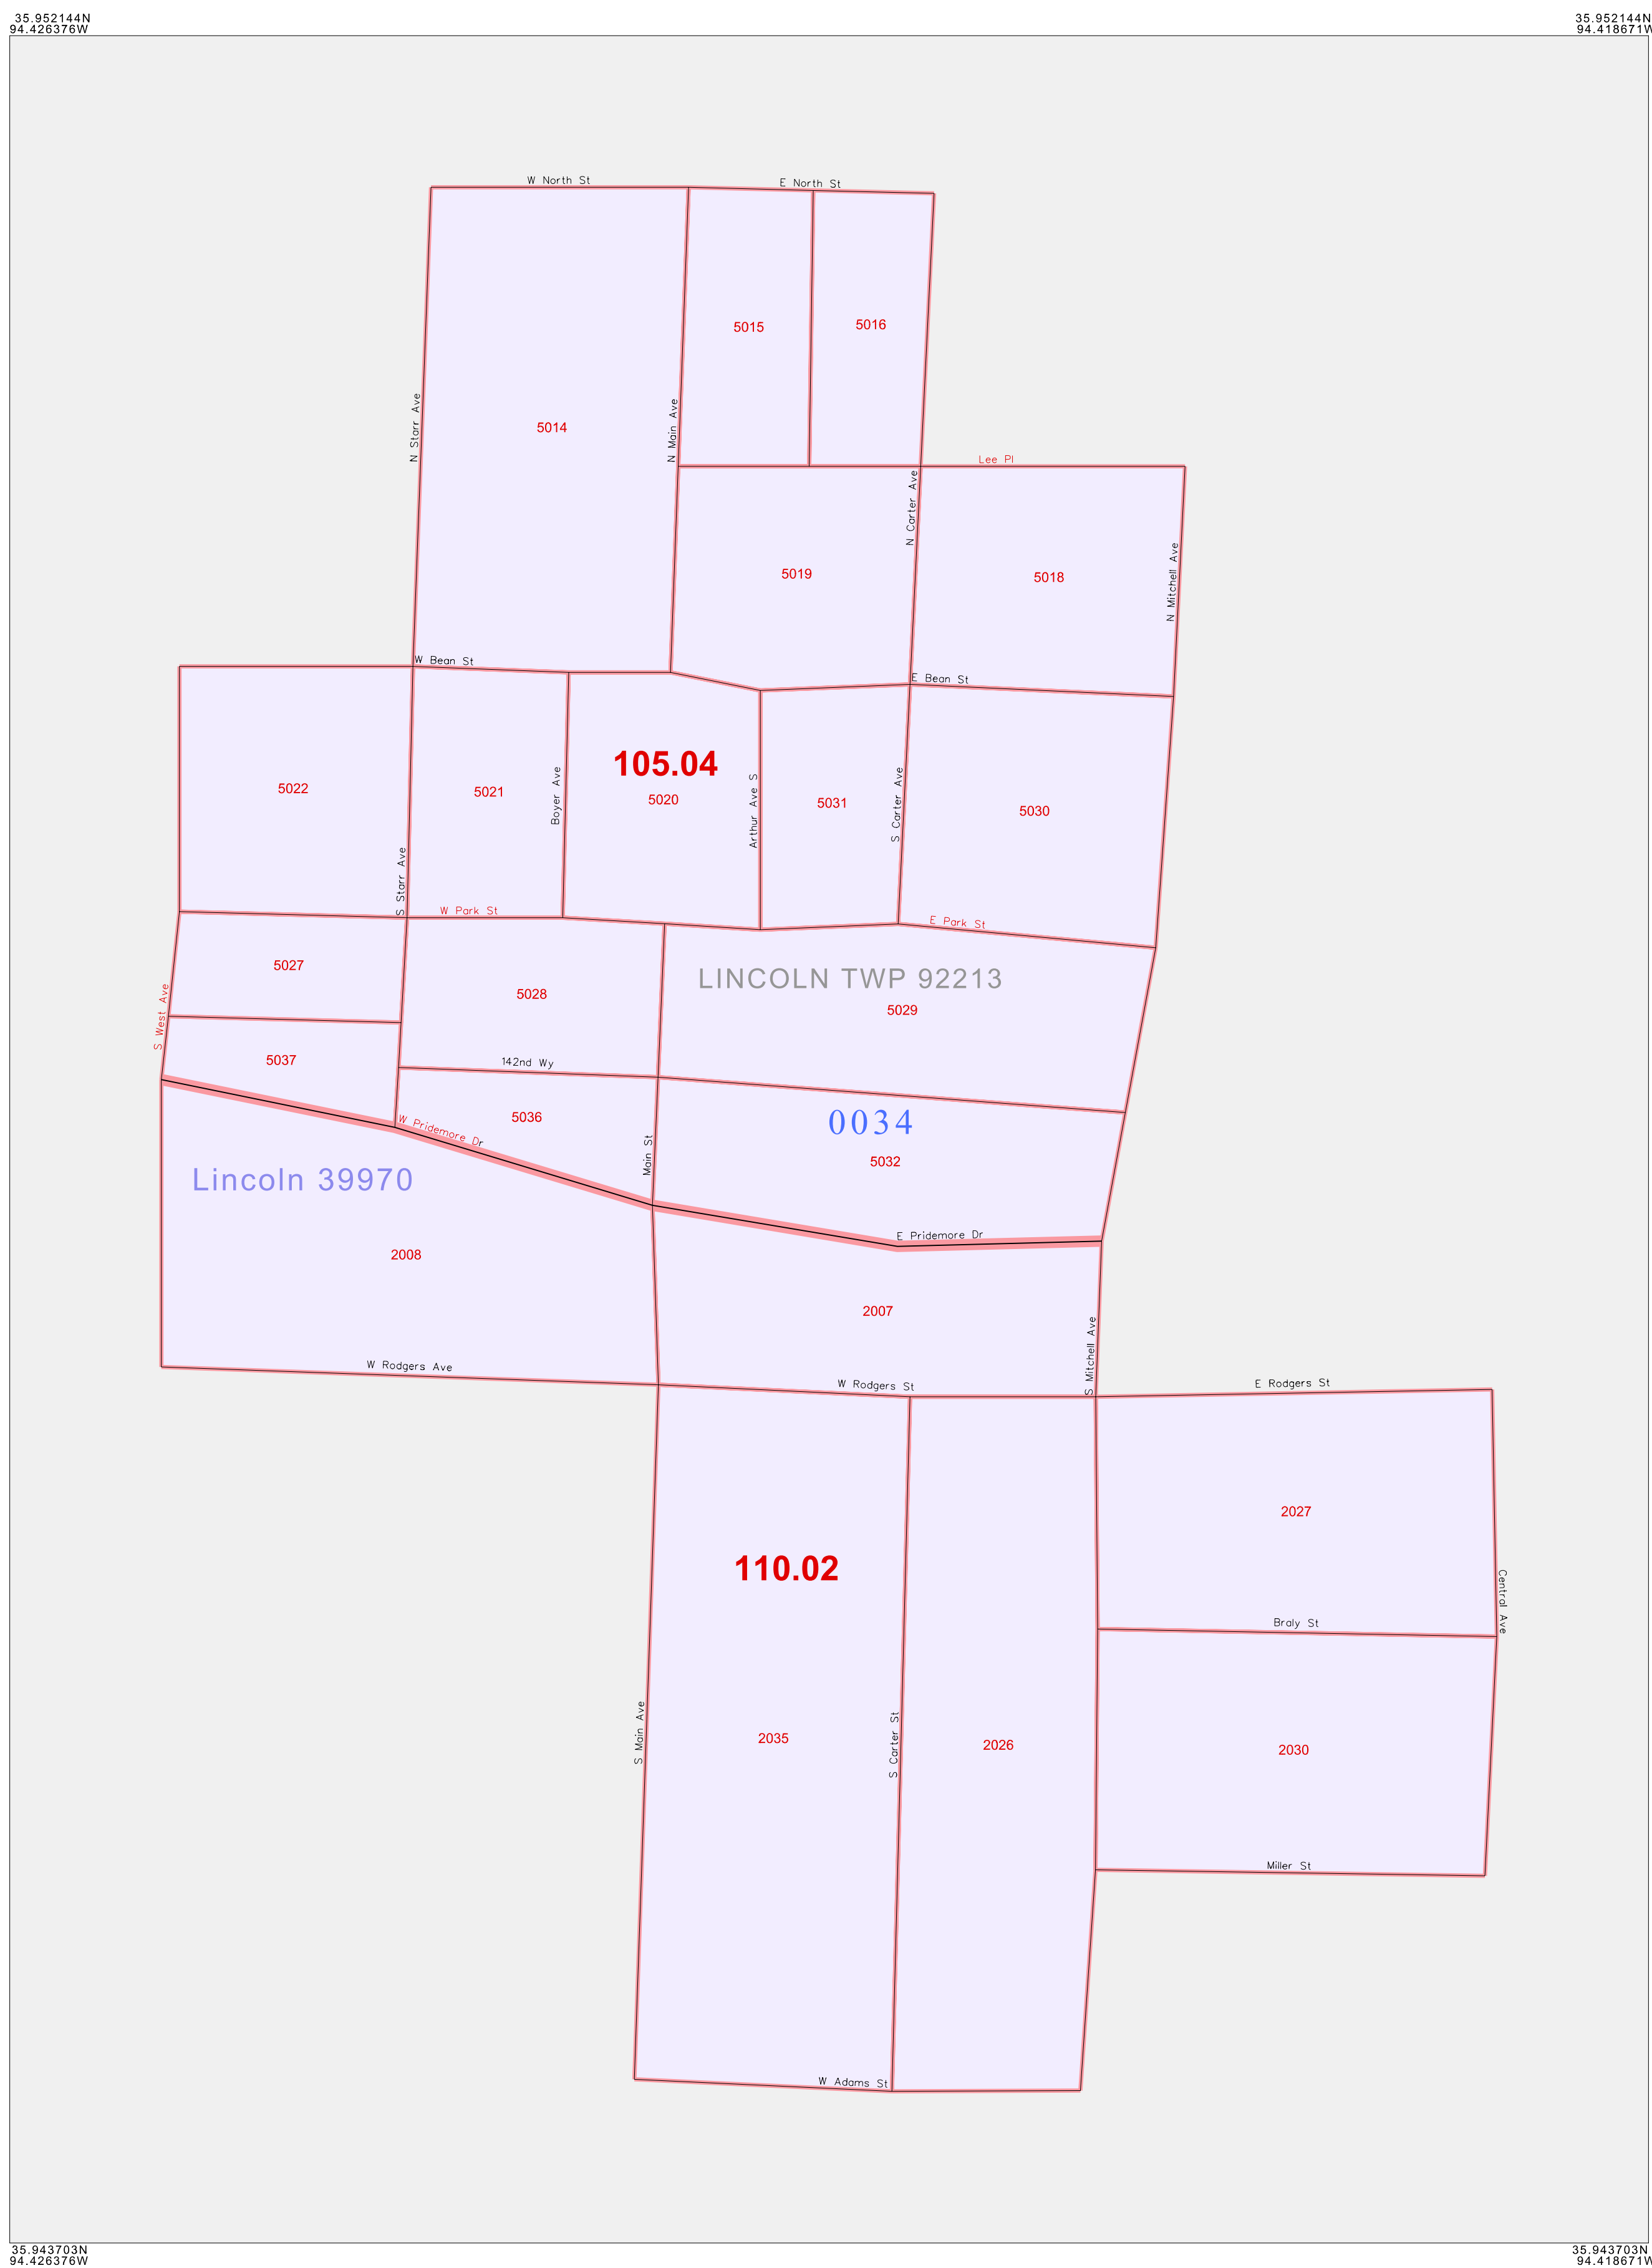 35.952144N
94.426376W
35.952144N
94.418671W
W North St
E North St
5015
5016
N Starr Ave
N Main Ave
5014
Lee Pl
N Carter Ave
N Mitchell Ave
5019
5018
W Bean St
E Bean St
105.04
5022
5021
Boyer Ave
5020
Arthur Ave S
5031
S Carter Ave
5030
S Starr Ave
W Park St
E Park St
5027
LINCOLN TWP 92213
5028
5029
S West Ave
5037
142nd Wy
5036
W Pridemore Dr
0034
Main St
5032
Lincoln 39970
E Pridemore Dr
2008
2007
S Mitchell Ave
W Rodgers Ave
W Rodgers St
E Rodgers St
2027
110.02
Central Ave
Braly St
S Main Ave
2035
S Carter St
2026
2030
Miller St
W Adams St
35.943703N
94.426376W
35.943703N
94.418671W